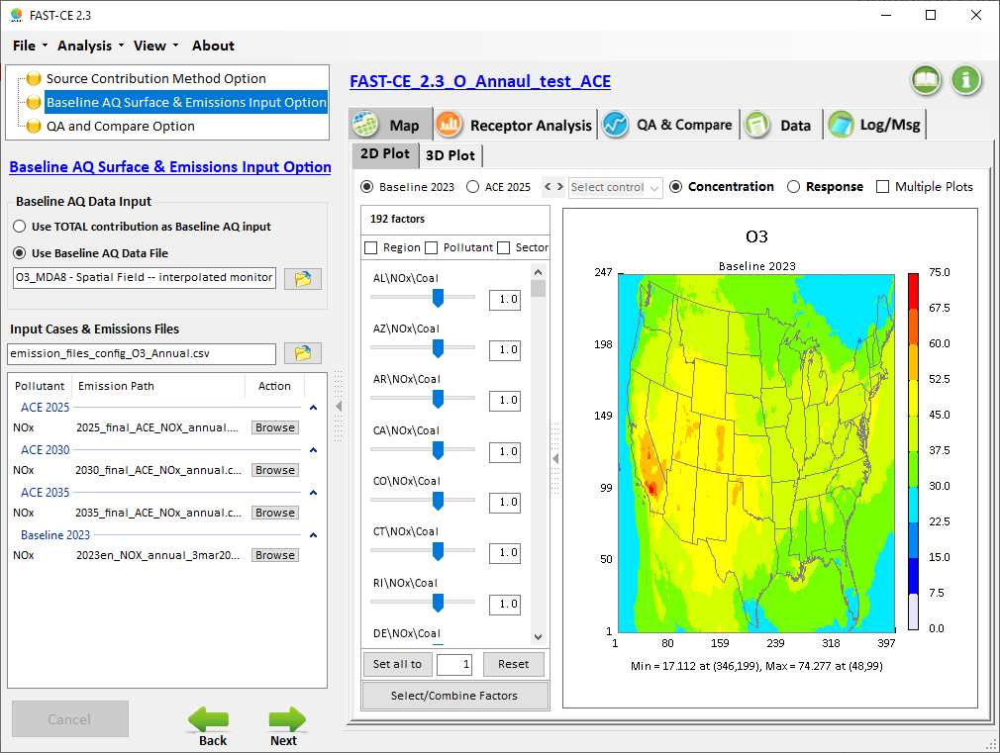 FAST-CE 2.3
File Analysis View About
Source Contribution Method Option
Baseline AQ Surface & Emissions Input Option
QA and Compare Option
Baseline AQ Surface & Emissions Input Option
Baseline AQ Data Input
Use TOTAL contribution as Baseline AQ input
Use Baseline AQ Data File
O3_MDA8 - Spatial Field -- interpolated monitor
Input Cases & Emissions Files
emission_files_config_O3_Annual.csv
Pollutant Emission Path Action
ACE 2025
NOx 2025_final_ACE_NOX_annual.... Browse
ACE 2030
NOx 2030_final_ACE_NOx_annual.c... Browse
ACE 2035
NOx 2035_final_ACE_NOx_annual.c... Browse
Baseline 2023
NOx 2023en_NOX_annual_3mar20... Browse
Cancel
Back
Next
FAST-CE_2.3_O_Annaul_test_ACE
Map Receptor Analysis QA & Compare Data Log/Msg
2D Plot 3D Plot
Baseline 2023 ACE 2025 < > Select control Concentration Response Multiple Plots
192 factors
Region Pollutant Sector
AL\NOx\Coal
1.0
AZ\NOx\Coal
1.0
AR\NOx\Coal
1.0
CA\NOx\Coal
1.0
CO\NOx\Coal
1.0
CT\NOx\Coal
1.0
RI\NOx\Coal
1.0
DE\NOx\Coal
Set all to 1 Reset
Select/Combine Factors
O3
Baseline 2023
247
198
149
99
50
1
1 80 159 239 318 397
75.0
67.5
60.0
52.5
45.0
37.5
30.0
22.5
15.0
7.5
0.0
Min = 17.112 at (346,199), Max = 74.277 at (48,99)